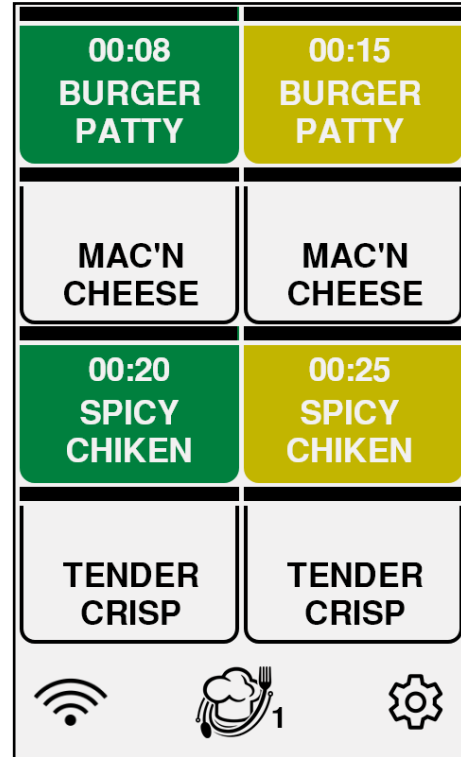 00:08
BURGER
PATTY
00:15
BURGER
PATTY
MAC'N
CHEESE
MAC'N
CHEESE
00:20
SPICY
CHIKEN
00:25
SPICY
CHIKEN
TENDER
CRISP
TENDER
CRISP
1